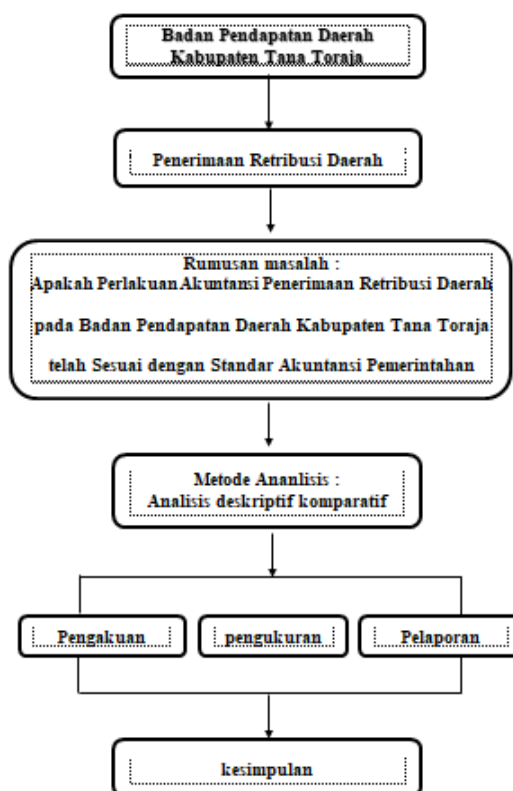 Badan Pendapatan Daerah
Kabupaten Tana Toraja
Penerimaan Retribusi Daerah
Rumusan masalah :
Apakah Perlakuan Akuntansi Penerimaan Retribusi Daerah
pada Badan Pendapatan Daerah Kabupaten Tana Toraja
telah Sesuai dengan Standar Akuntansi Pemerintahan
Metode Ananlisis :
Analisis deskriptif komparatif
Pengakuan
pengukuran
Pelaporan
kesimpulan